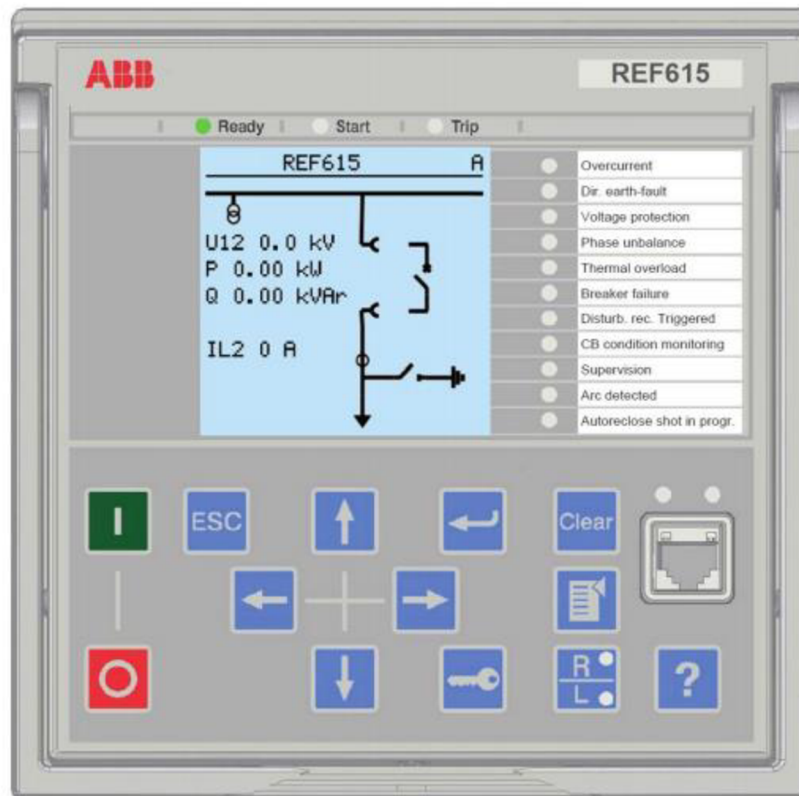 ABB
REF615
Ready
Start
Trip
REF615 A
U12 0.0 kV
P 0.00 kW
Q 0.00 kVAr
IL2 0 A
Overcurrent
Dir. earth-fault
Voltage protection
Phase unbalance
Thermal overload
Breaker failure
Disturb. rec. Triggered
CB condition monitoring
Supervision
Arc detected
Autoreclose shot in progr.
I
ESC
Clear
O
R
L
?